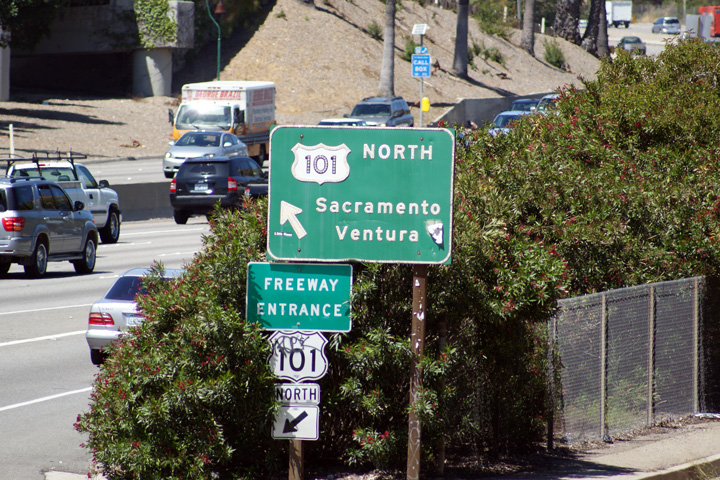 CALL
BOX
101 NORTH
Sacramento
Ventura
FREEWAY
ENTRANCE
101
NORTH